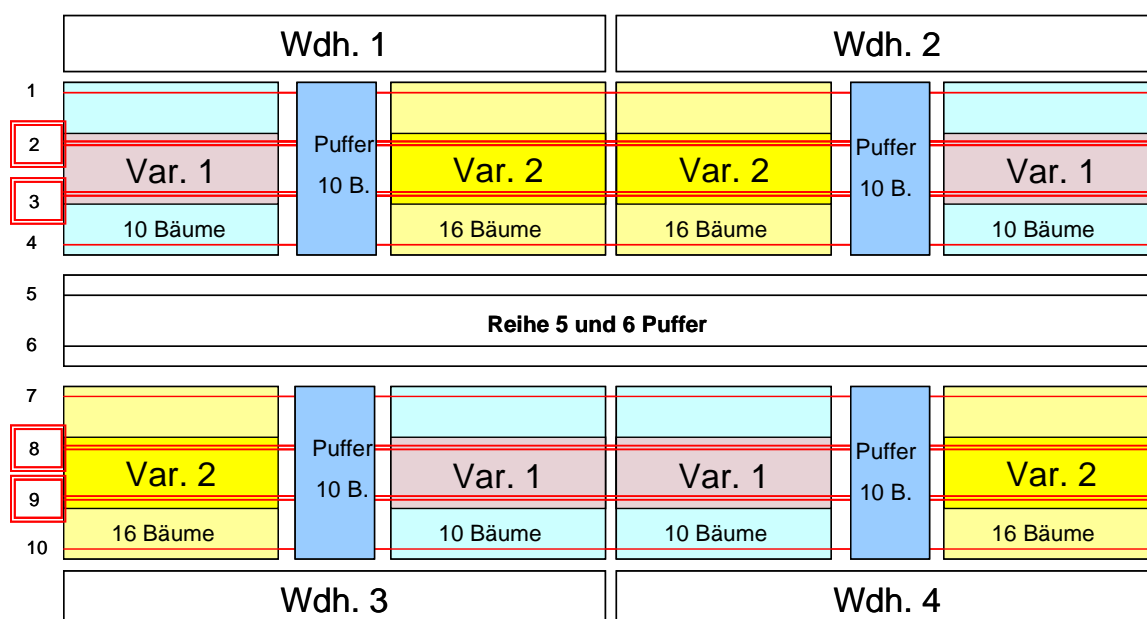 Wdh. 1
Wdh. 2
1
2
3
4
Var. 1
10 Bäume
Puffer
10 B.
Var. 2
16 Bäume
Var. 2
16 Bäume
Puffer
10 B.
Var. 1
10 Bäume
5
6
Reihe 5 und 6 Puffer
7
8
9
10
Var. 2
16 Bäume
Puffer
10 B.
Var. 1
10 Bäume
Var. 1
10 Bäume
Puffer
10 B.
Var. 2
16 Bäume
Wdh. 3
Wdh. 4